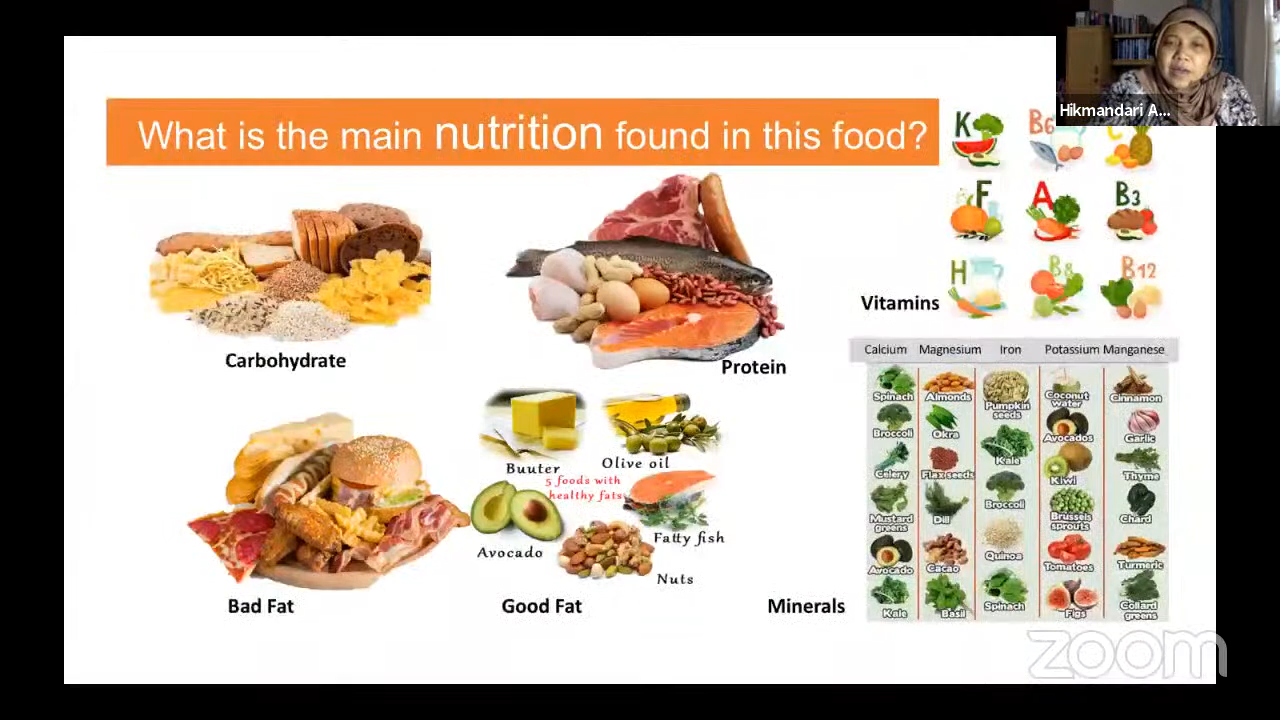 Hikmandari A...
What is the main nutrition found in this food?
K
B6
C
F
A
B3
H
B8
B12
Vitamins
Carbohydrate
Protein
Calcium Magnesium Iron Potassium Manganese
Spinach Almonds Pumpkin seeds Coconut water Cinnamon
Broccoli Okra Kale Avocados Garlic
Celery Flax seeds Broccoli Kiwi Thyme
Mustard greens Dill Quinoa Brussels sprouts Chard
Avocado Cacao Spinach Tomatoes Turmeric
Kale Basil Figs Collard greens
Buuter
Olive oil
5 foods with
healthy fats
Avocado
Fatty fish
Nuts
Bad Fat
Good Fat
Minerals
zoom